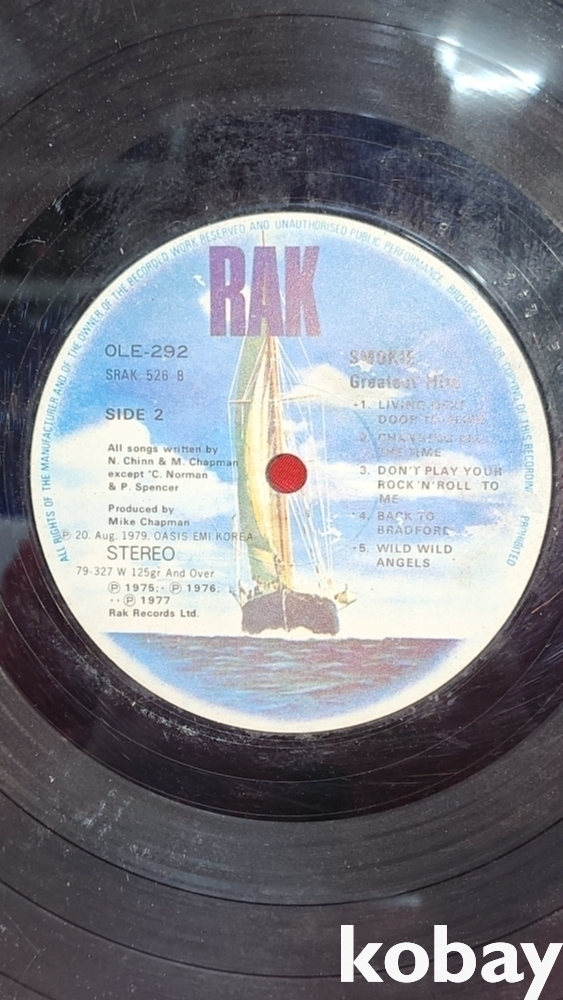 ALL RIGHTS OF THE MANUFACTURER AND OF THE OWNER OF THE RECORDED WORK RESERVED AND UNAUTHORISED PUBLIC PERFORMANCE, BROADCASTING OR COPYING OF THIS RECORDING PROHIBITED
RAK
OLE-292
SRAK 526 B
SIDE 2
All songs written by
N. Chinn & M. Chapman
except °C. Norman
& P. Spencer
Produced by
Mike Chapman
℗ 20. Aug. 1979. OASIS EMI KOREA
STEREO
79-327 W 125gr And Over
℗ 1975;· ℗ 1976;
··℗ 1977
Rak Records Ltd.
SMOKIE
Greatest Hits
·1. LIVING NEXT
DOOR TO
2. CHANGING ALL
THE TIME
3. DON'T PLAY YOUR
ROCK'N'ROLL TO
ME
°4. BACK TO
BRADFORD
·5. WILD WILD
ANGELS
kobay